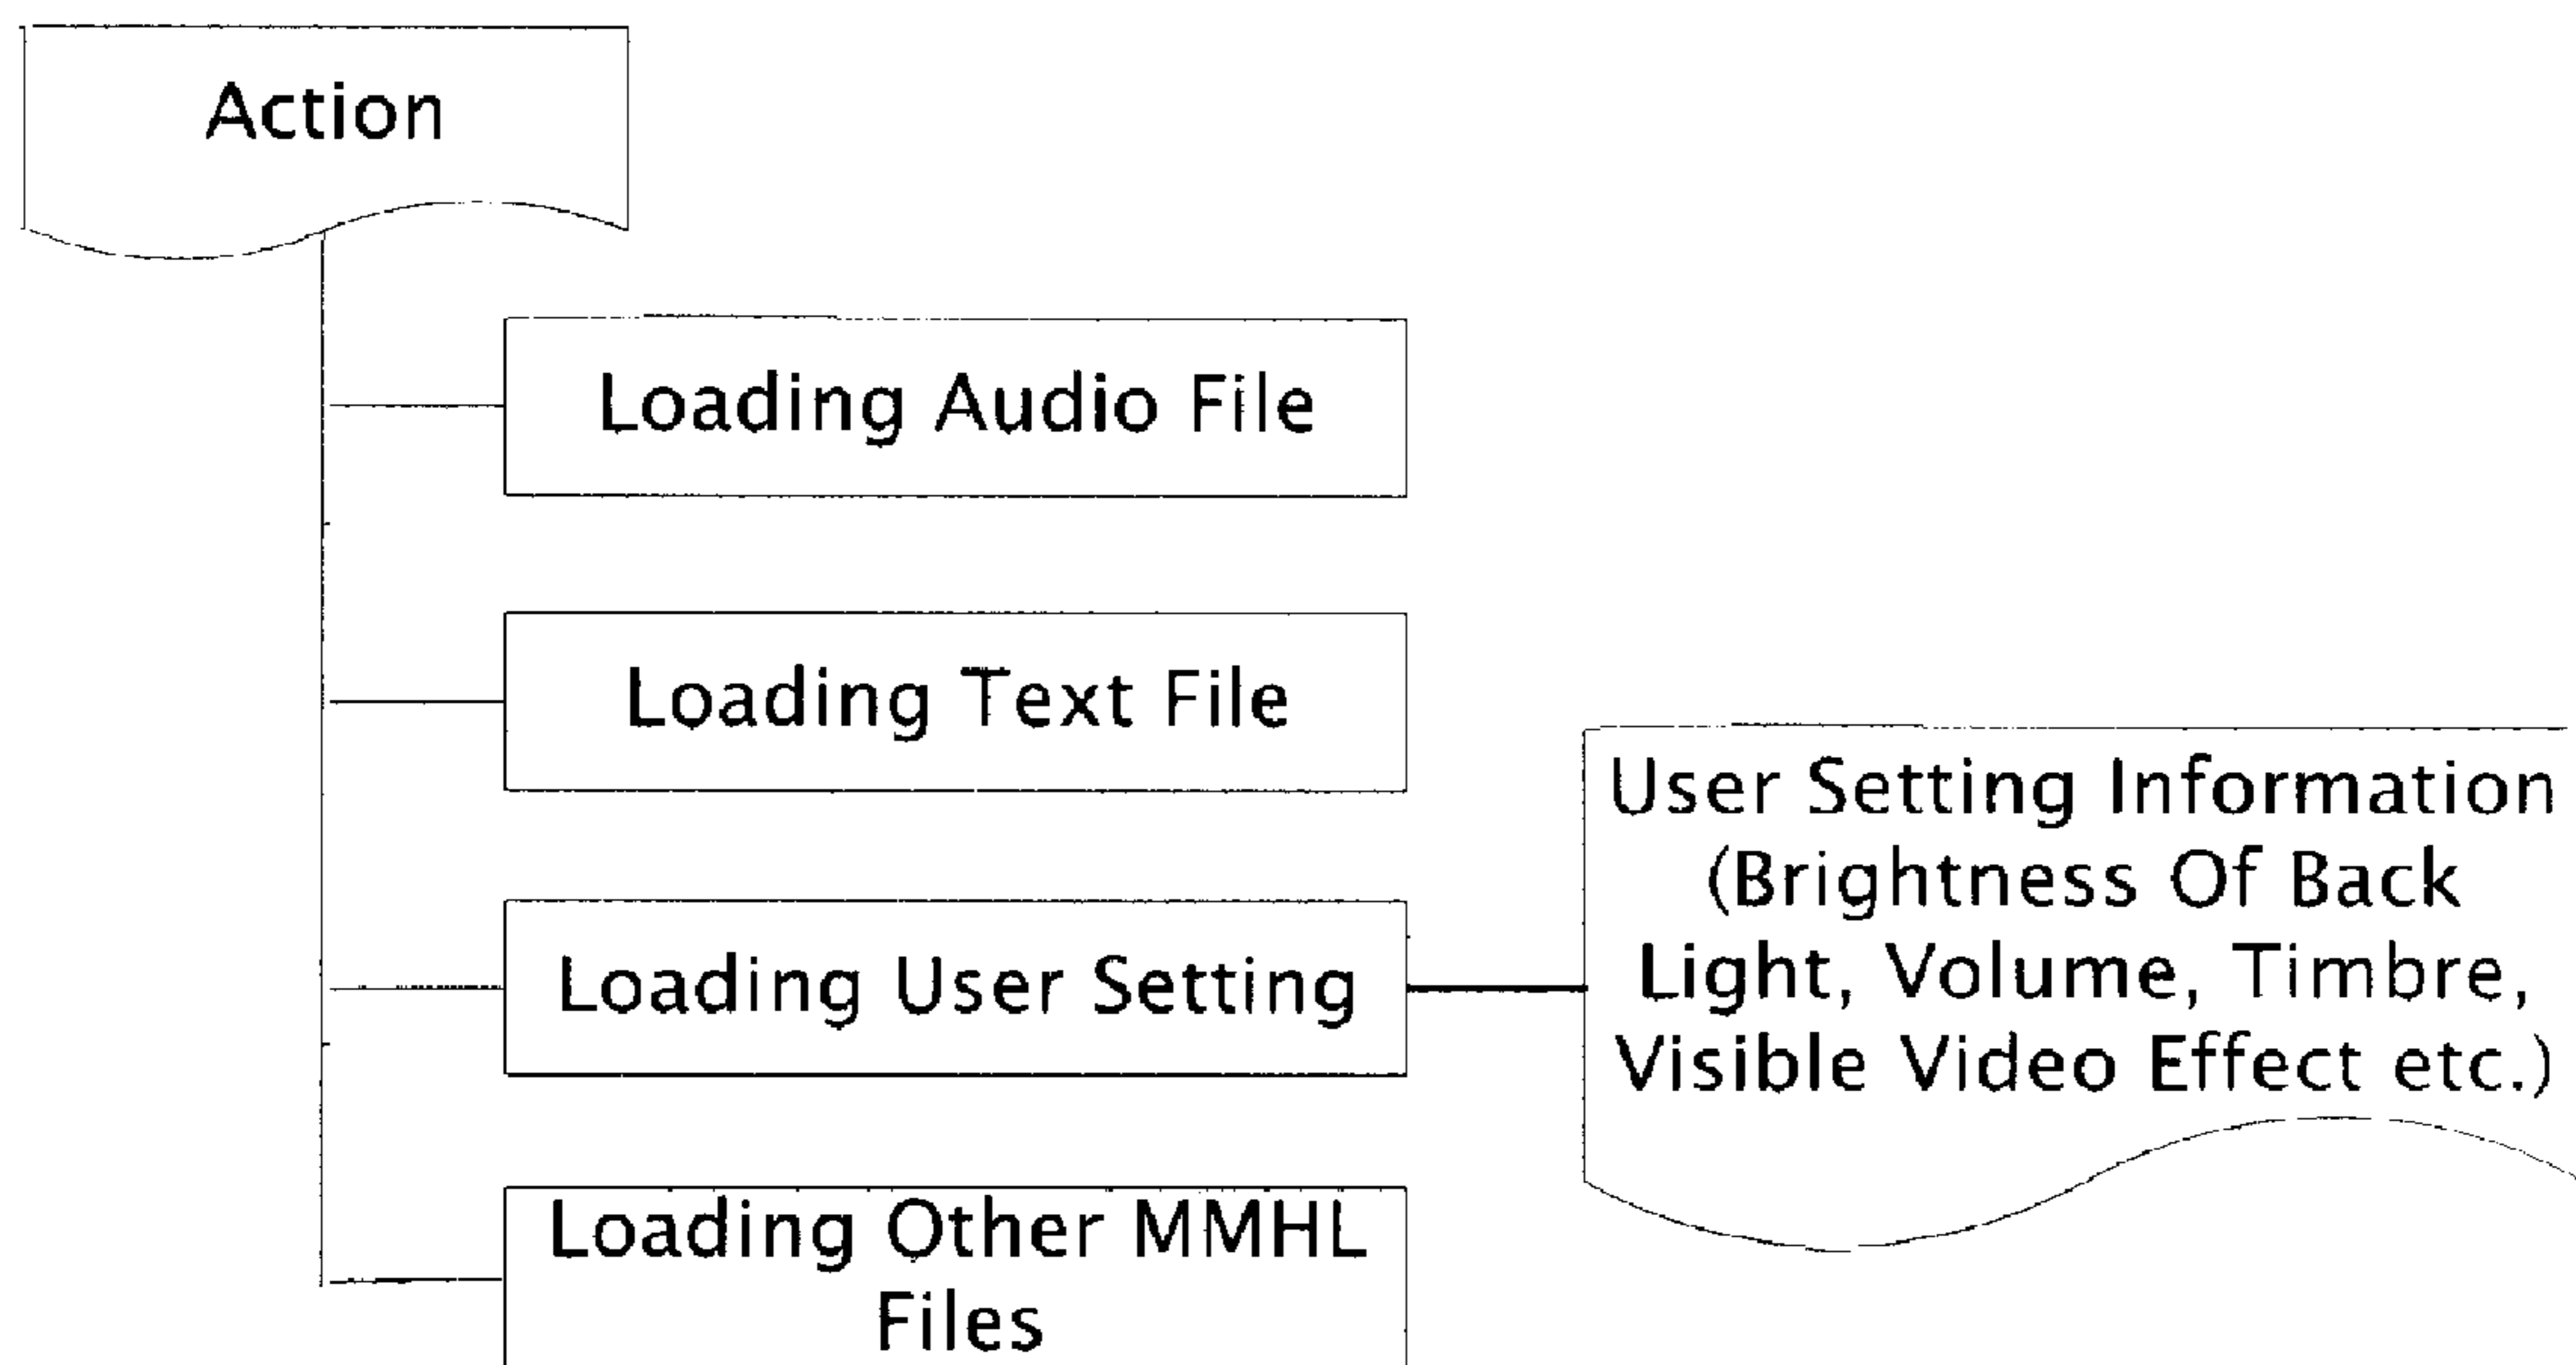 Action
Loading Audio File
Loading Text File
Loading User Setting
User Setting Information
(Brightness Of Back
Light, Volume, Timbre,
Visible Video Effect etc.)
Loading Other MMHL
Files